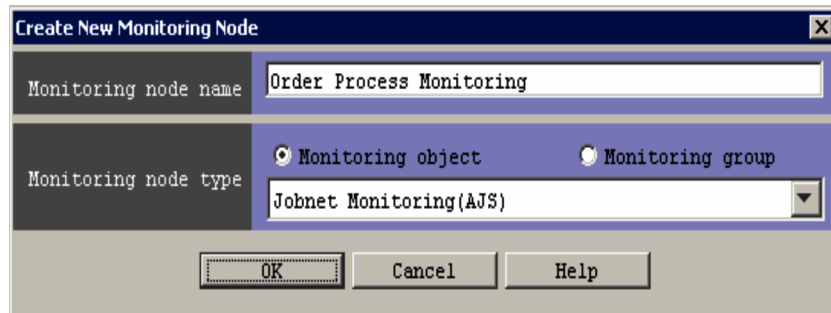 Create New Monitoring Node
Monitoring node name
Order Process Monitoring
Monitoring node type
Monitoring object Monitoring group
Jobnet Monitoring(AJS)
OK Cancel Help